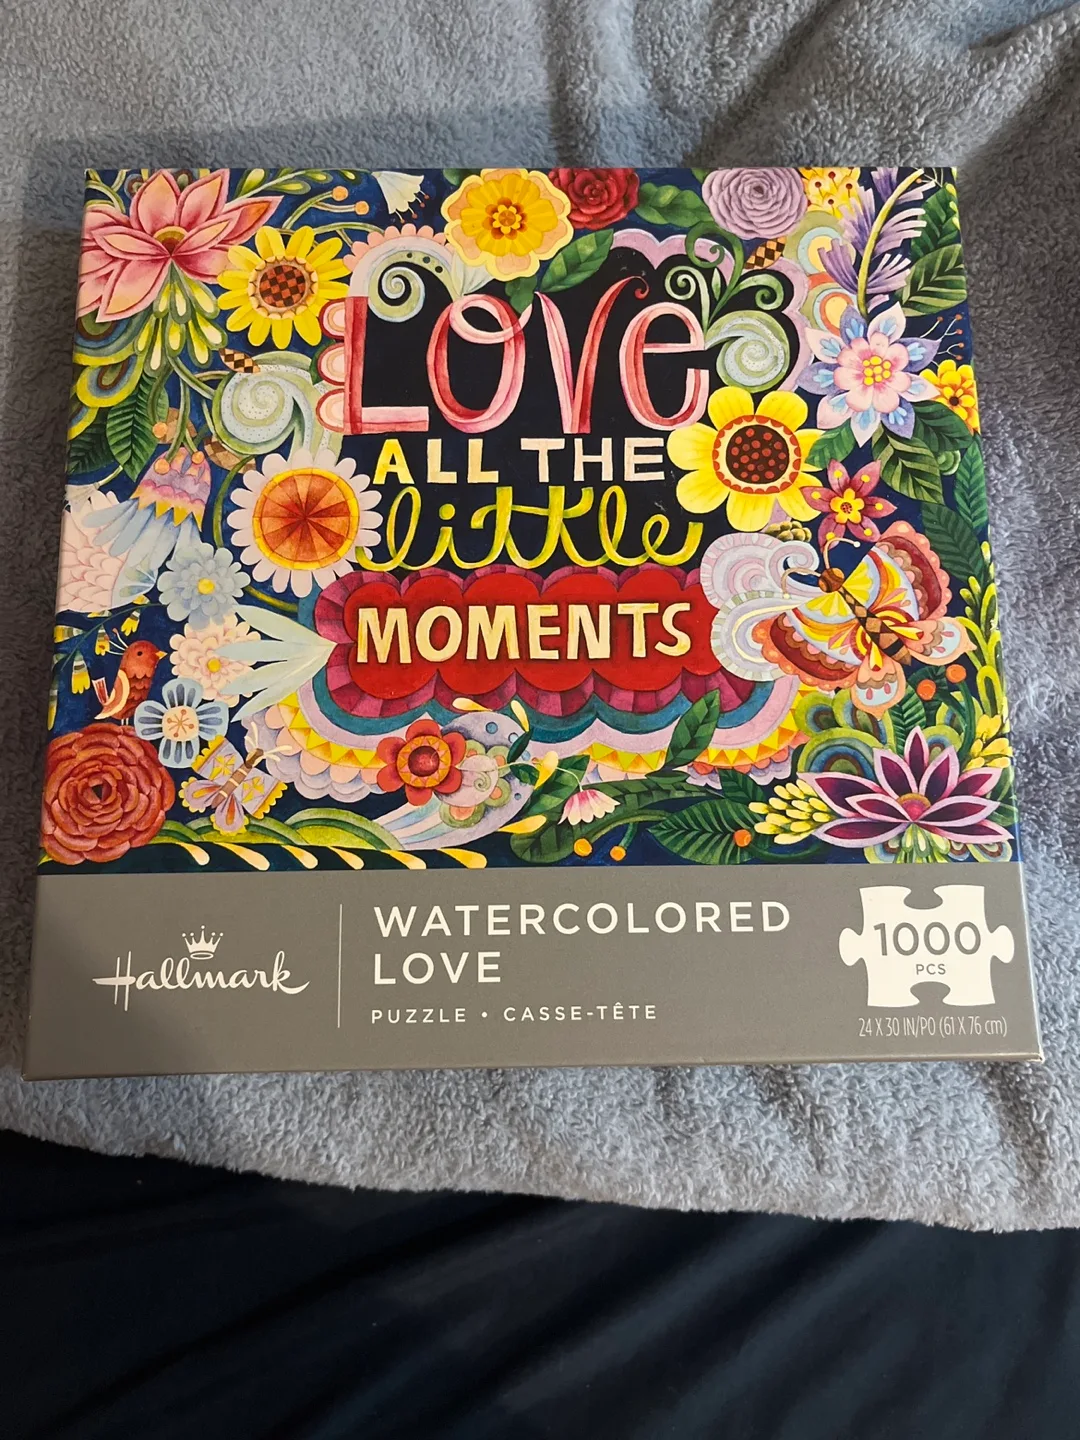 LOVE
ALL THE
little
MOMENTS
Hallmark
WATERCOLORED
LOVE
PUZZLE • CASSE-TÊTE
1000
PCS
24 X 30 IN/PO (61 X 76 cm)